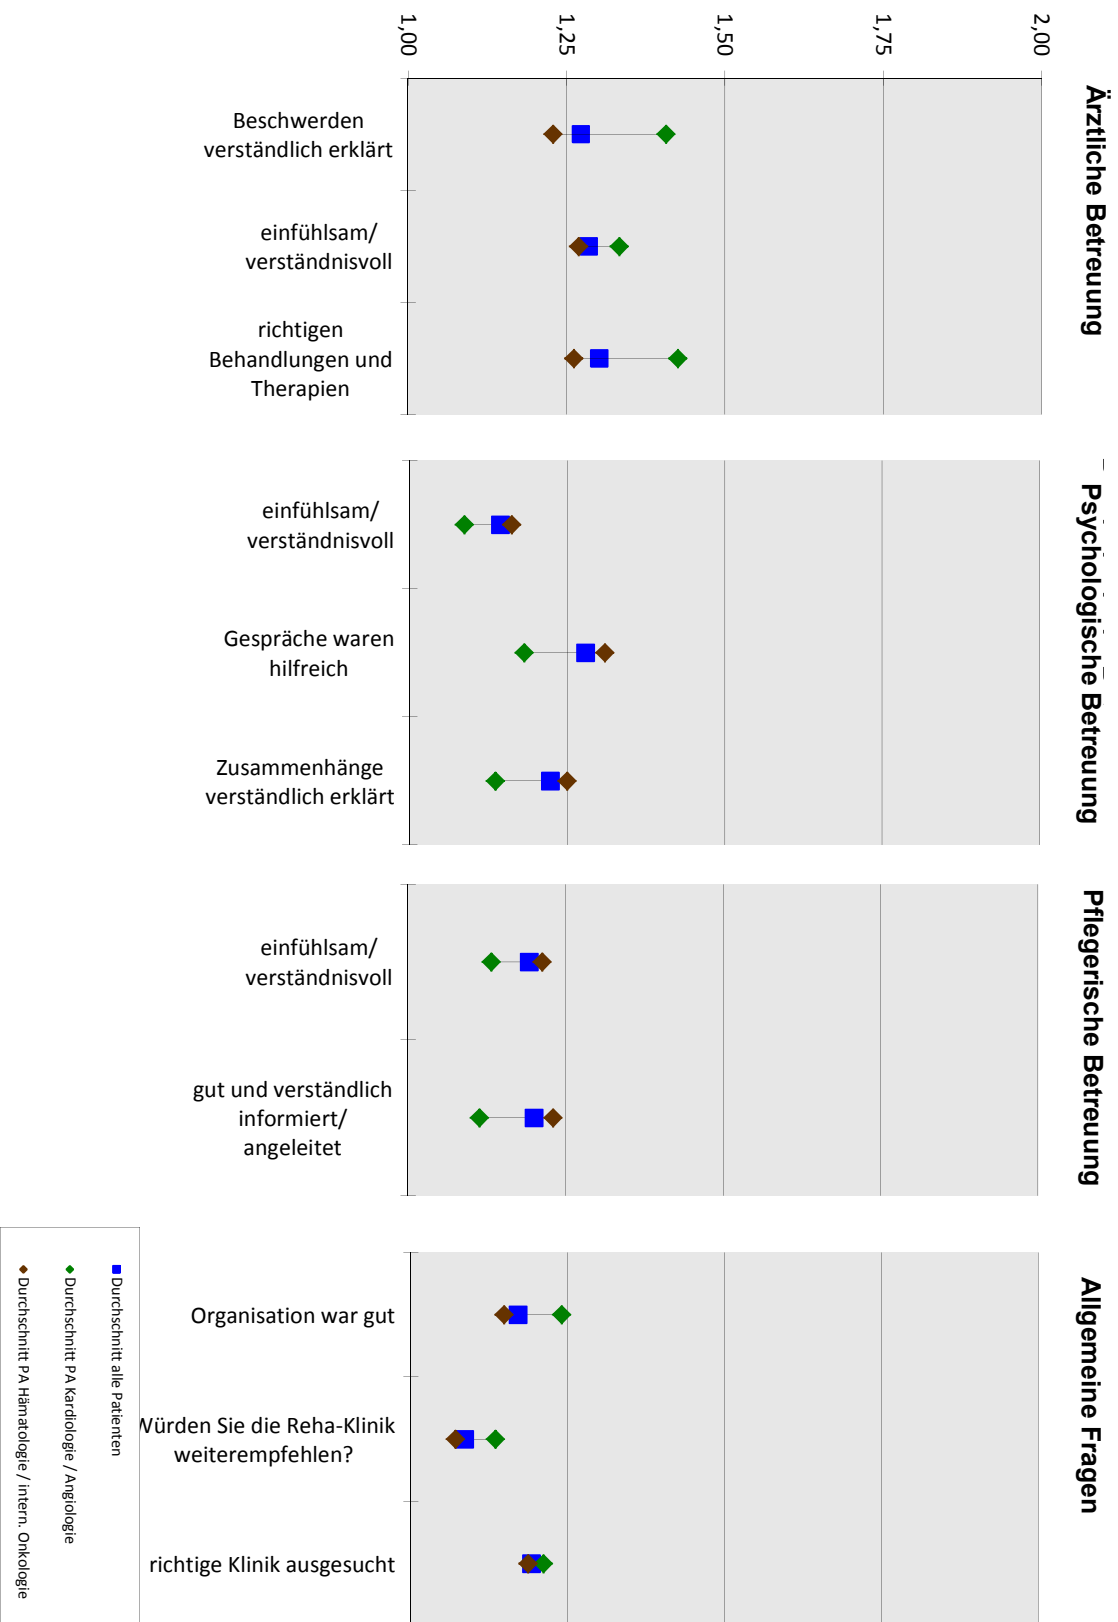 1,00
1,25
1,50
1,75
2,00
Ärztliche Betreuung
Beschwerden
verständlich erklärt
einfühlsam/
verständnisvoll
richtigen
Behandlungen und
Therapien
Psychologische Betreuung
einfühlsam/
verständnisvoll
Gespräche waren
hilfreich
Zusammenhänge
verständlich erklärt
Pflegerische Betreuung
einfühlsam/
verständnisvoll
gut und verständlich
informiert/
angeleitet
Allgemeine Fragen
Organisation war gut
Würden Sie die Reha-Klinik
weiterempfehlen?
richtige Klinik ausgesucht
Durchschnitt alle Patienten
Durchschnitt PA Kardiologie / Angiologie
Durchschnitt PA Hämatologie / intern. Onkologie